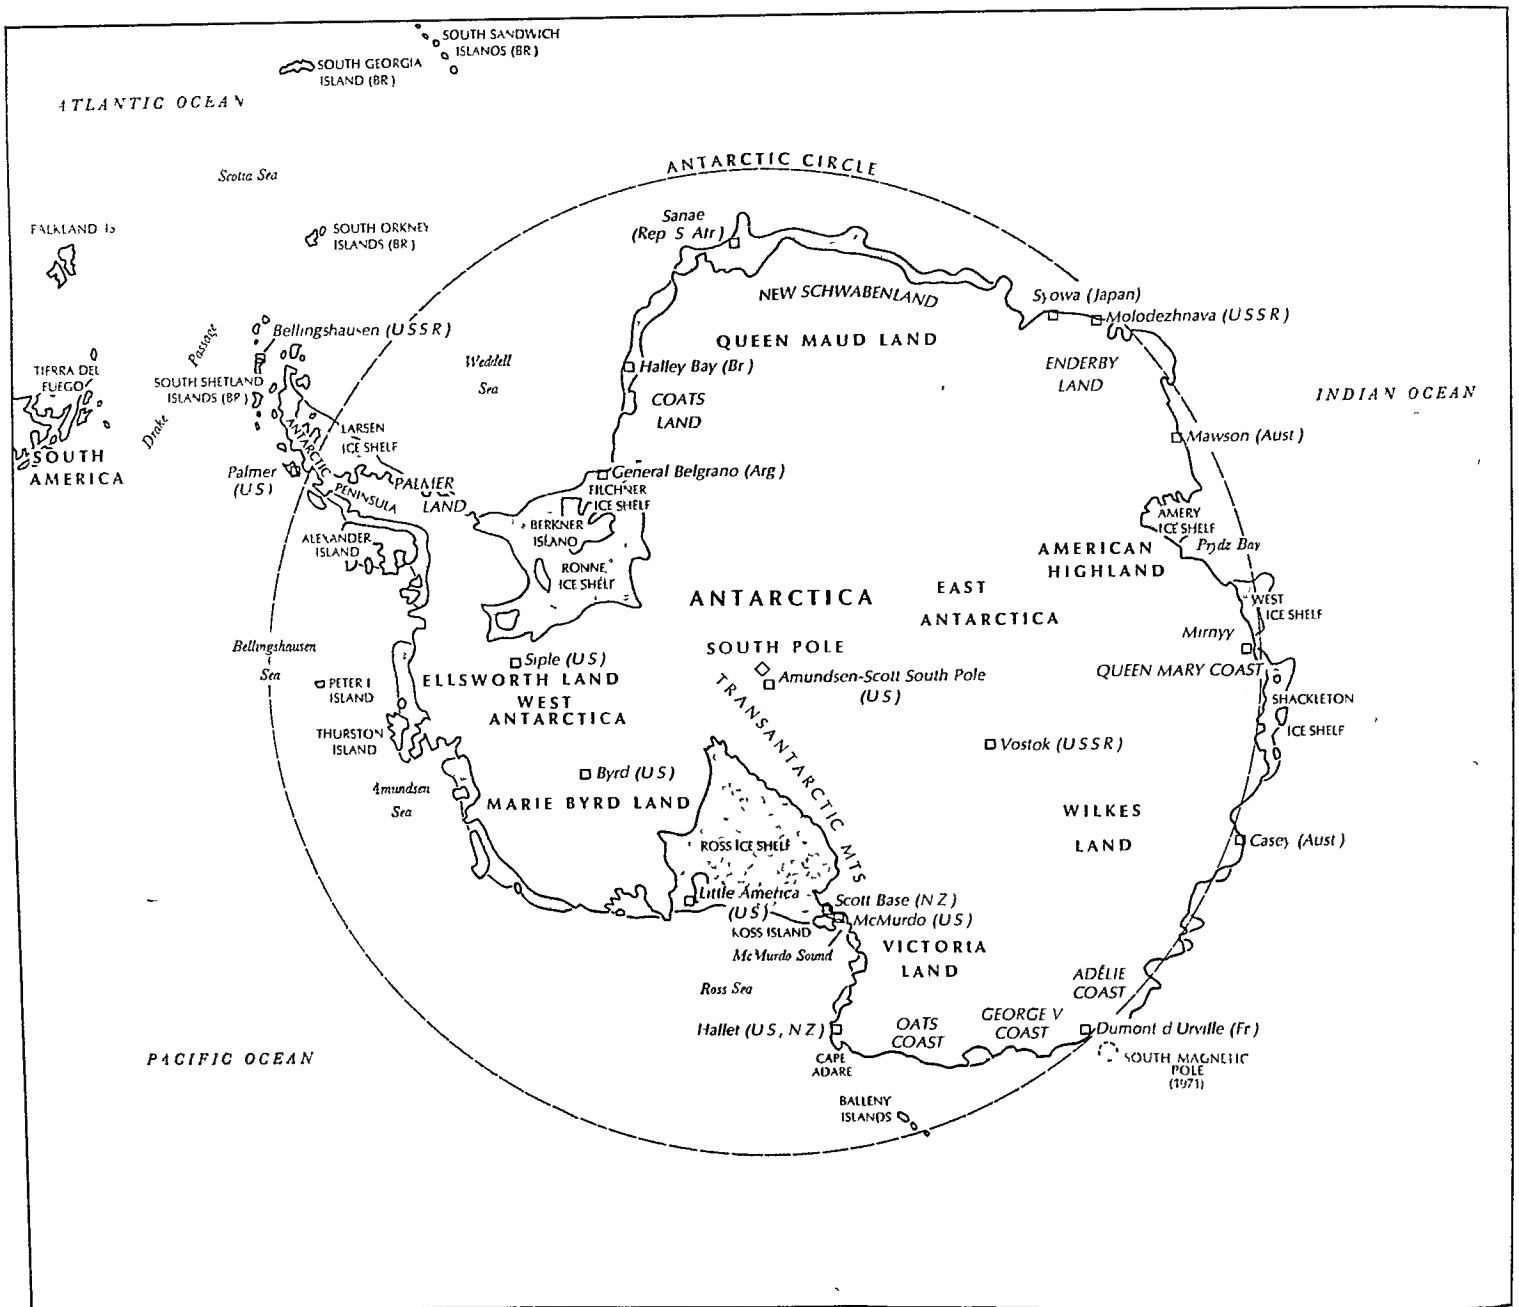 SOUTH SANDWICH
ISLANDS (BR)
SOUTH GEORGIA
ISLAND (BR)
ATLANTIC OCEAN
Scotia Sea
ANTARCTIC CIRCLE
FALKLAND IS
SOUTH ORKNEY
ISLANDS (BR)
Sanae
(Rep S Afr)
NEW SCHWABENLAND
Syowa (Japan)
Molodezhnava (USSR)
Bellingshausen (USSR)
Drake Passage
Weddell
Sea
QUEEN MAUD LAND
ENDERBY
LAND
INDIAN OCEAN
TIERRA DEL
FUEGO
SOUTH SHETLAND
ISLANDS (BR)
Halley Bay (Br)
COATS
LAND
SOUTH
AMERICA
LARSEN
ICE SHELF
ANTARCTIC
PENINSULA
Mawson (Aust)
Palmer
(US)
PALMER
LAND
General Belgrano (Arg)
FILCHNER
ICE SHELF
BERKNER
ISLAND
RONNE
ICE SHELF
ALEXANDER
ISLAND
AMERY
ICE SHELF
Prydz Bay
AMERICAN
HIGHLAND
ANTARCTICA
EAST
ANTARCTICA
WEST
ICE SHELF
Mirnyy
QUEEN MARY COAST
Bellingshausen
Sea
SOUTH POLE
Amundsen-Scott South Pole
(US)
Siple (US)
ELLSWORTH LAND
WEST
ANTARCTICA
PETER I
ISLAND
THURSTON
ISLAND
SHACKLETON
ICE SHELF
TRANSANTARCTIC MTS
Vostok (USSR)
Amundsen
Sea
Byrd (US)
MARIE BYRD LAND
WILKES
LAND
Casey (Aust)
ROSS ICE SHELF
Little America
(US)
Scott Base (NZ)
McMurdo (US)
ROSS ISLAND
McMurdo Sound
VICTORIA
LAND
Ross Sea
ADÉLIE
COAST
Hallet (US, NZ)
OATS
COAST
GEORGE V
COAST
Dumont d Urville (Fr)
PACIFIC OCEAN
CAPE
ADARE
SOUTH MAGNETIC
POLE
(1971)
BALLENY
ISLANDS